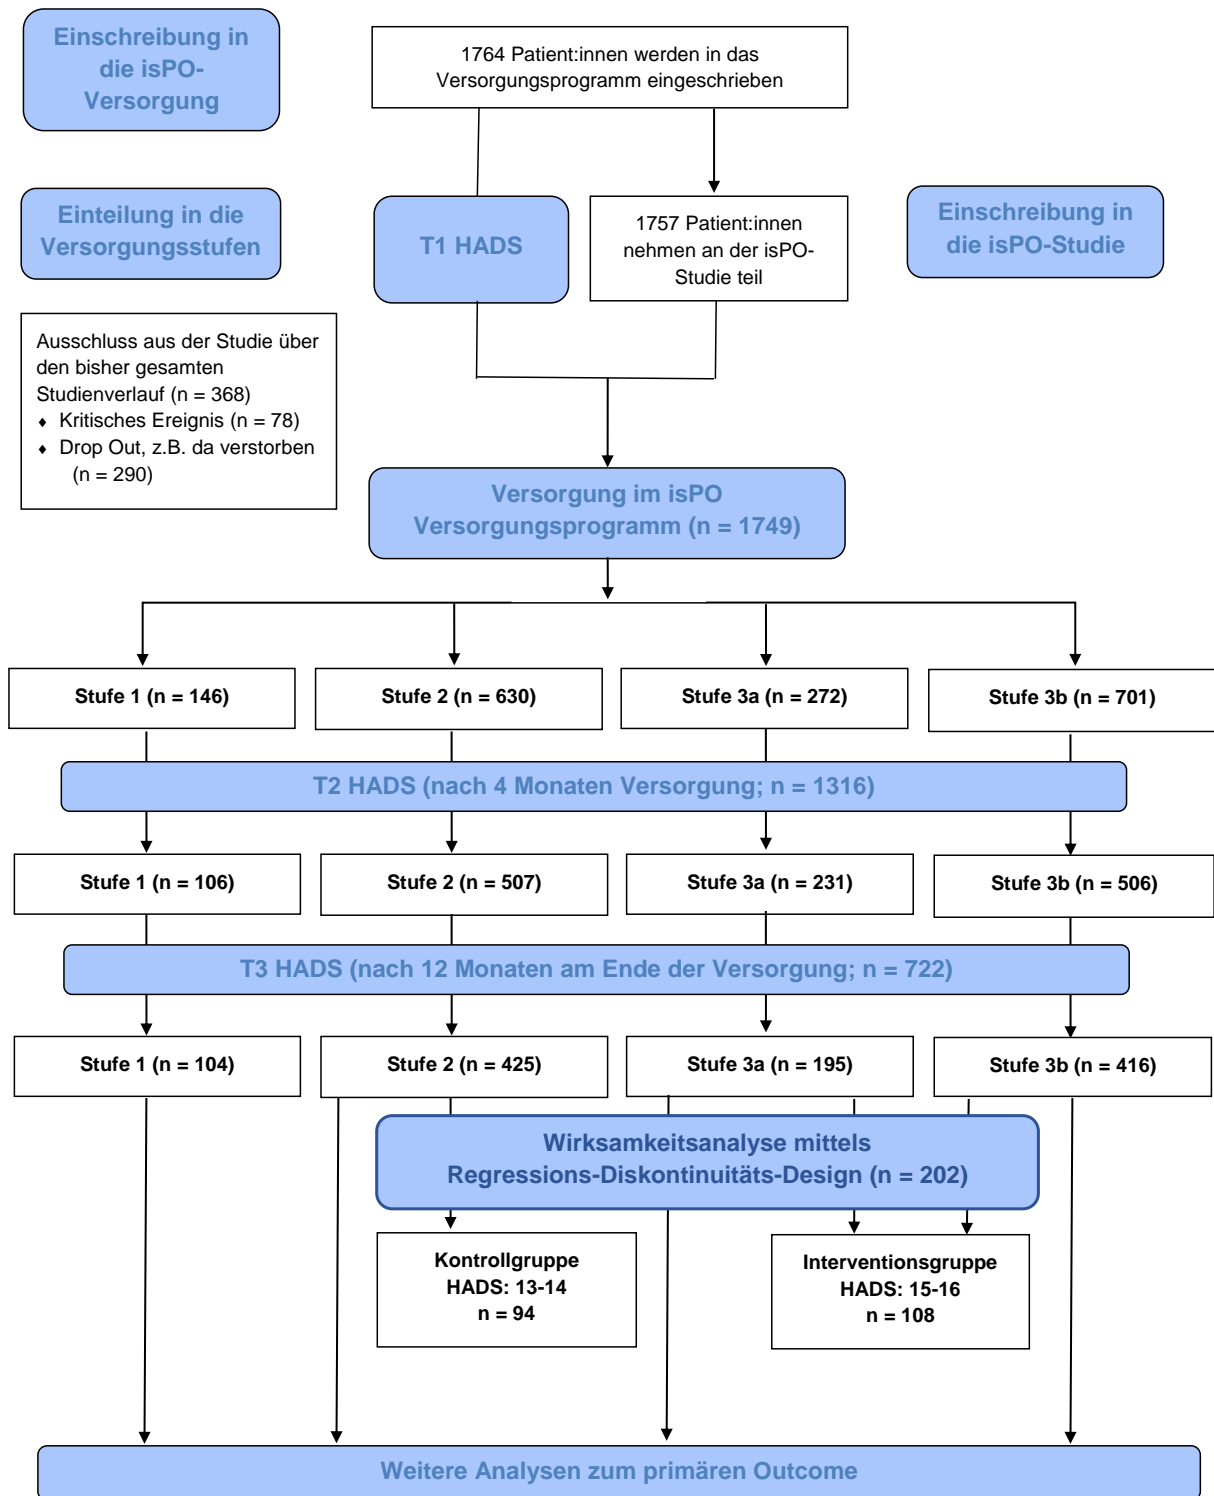 Einschreibung in
die isPO-
Versorgung
1764 Patient:innen werden in das
Versorgungsprogramm eingeschrieben
Einteilung in die
Versorgungsstufen
T1 HADS
1757 Patient:innen
nehmen an der isPO-
Studie teil
Einschreibung in
die isPO-Studie
Ausschluss aus der Studie über
den bisher gesamten
Studienverlauf (n = 368)
♦ Kritisches Ereignis (n = 78)
♦ Drop Out, z.B. da verstorben
(n = 290)
Versorgung im isPO
Versorgungsprogramm (n = 1749)
Stufe 1 (n = 146)
Stufe 2 (n = 630)
Stufe 3a (n = 272)
Stufe 3b (n = 701)
T2 HADS (nach 4 Monaten Versorgung; n = 1316)
Stufe 1 (n = 106)
Stufe 2 (n = 507)
Stufe 3a (n = 231)
Stufe 3b (n = 506)
T3 HADS (nach 12 Monaten am Ende der Versorgung; n = 722)
Stufe 1 (n = 104)
Stufe 2 (n = 425)
Stufe 3a (n = 195)
Stufe 3b (n = 416)
Wirksamkeitsanalyse mittels
Regressions-Diskontinuitäts-Design (n = 202)
Kontrollgruppe
HADS: 13-14
n = 94
Interventionsgruppe
HADS: 15-16
n = 108
Weitere Analysen zum primären Outcome